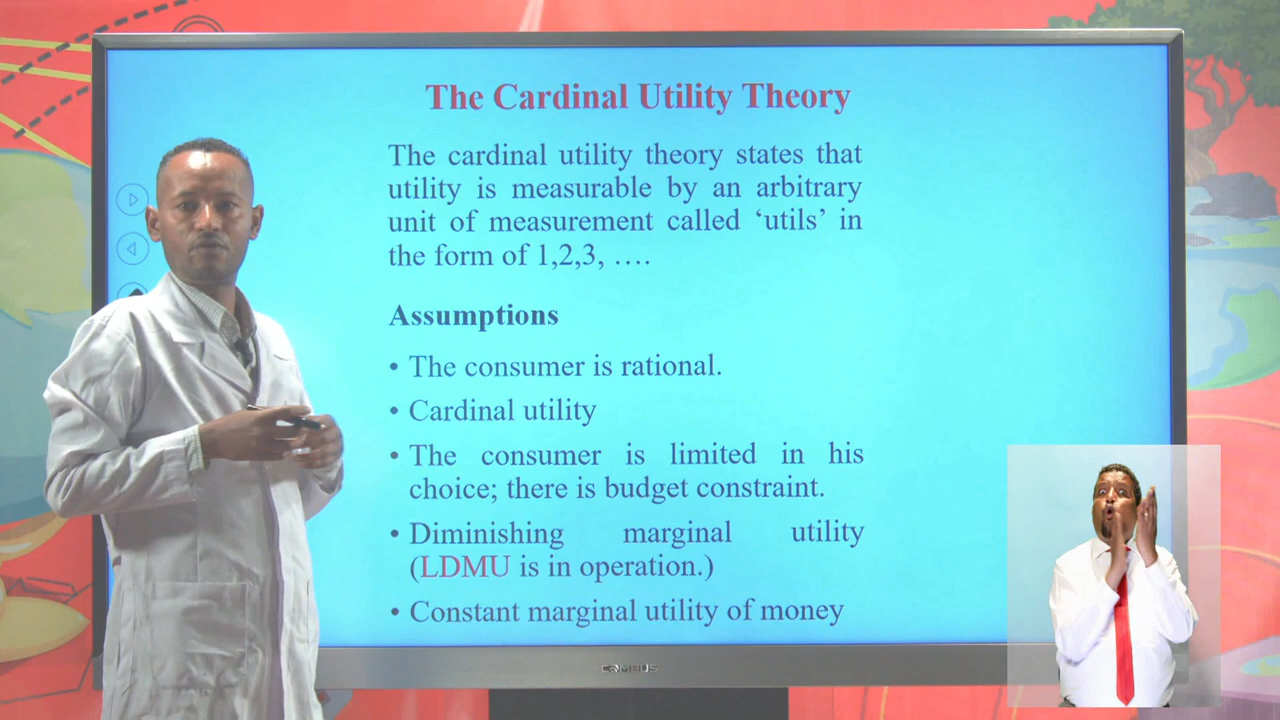 The Cardinal Utility Theory
The cardinal utility theory states that
utility is measurable by an arbitrary
unit of measurement called ‘utils’ in
the form of 1,2,3, ….
Assumptions
• The consumer is rational.
• Cardinal utility
• The consumer is limited in his
choice; there is budget constraint.
• Diminishing marginal utility
(LDMU is in operation.)
• Constant marginal utility of money
CAMBUS